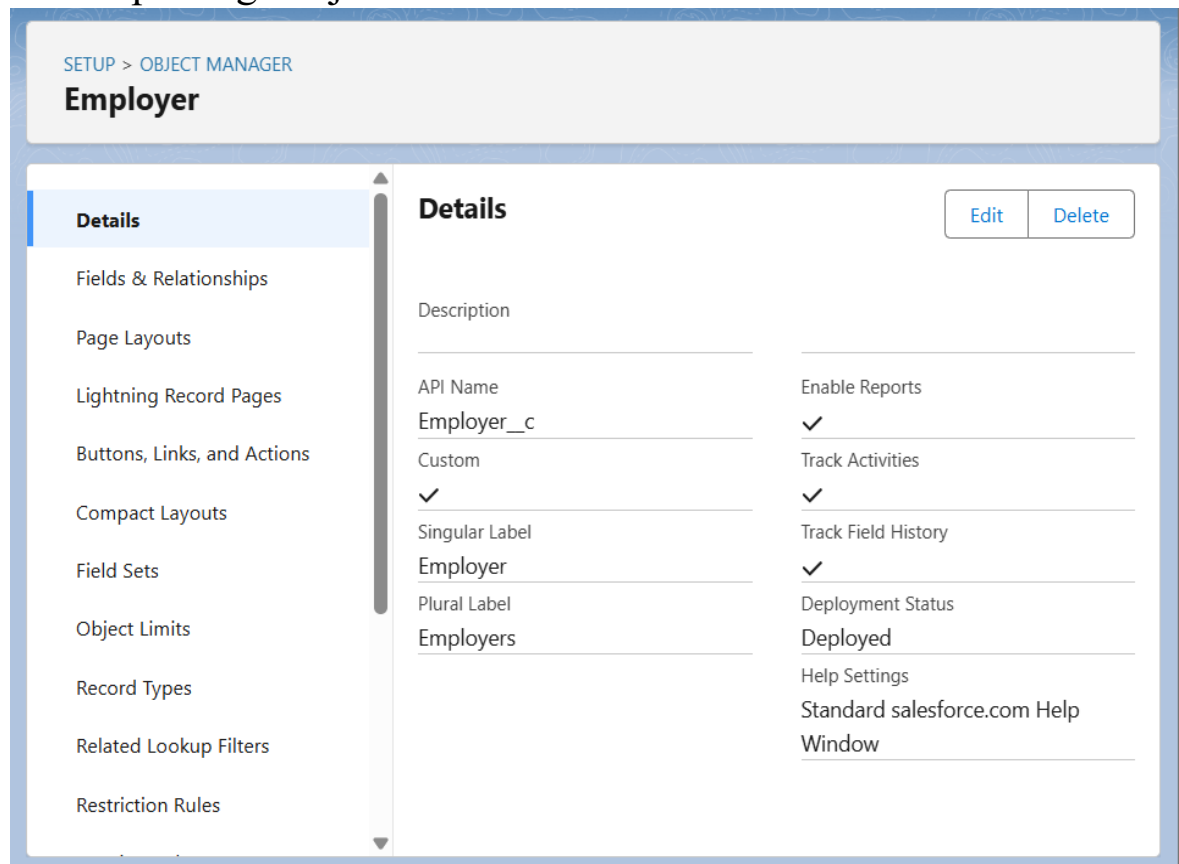 SETUP > OBJECT MANAGER
Employer
Details
Fields & Relationships
Page Layouts
Lightning Record Pages
Buttons, Links, and Actions
Compact Layouts
Field Sets
Object Limits
Record Types
Related Lookup Filters
Restriction Rules
Details
Edit Delete
Description
API Name
Employer__c
Custom
Singular Label
Employer
Plural Label
Employers
Enable Reports
Track Activities
Track Field History
Deployment Status
Deployed
Help Settings
Standard salesforce.com Help
Window